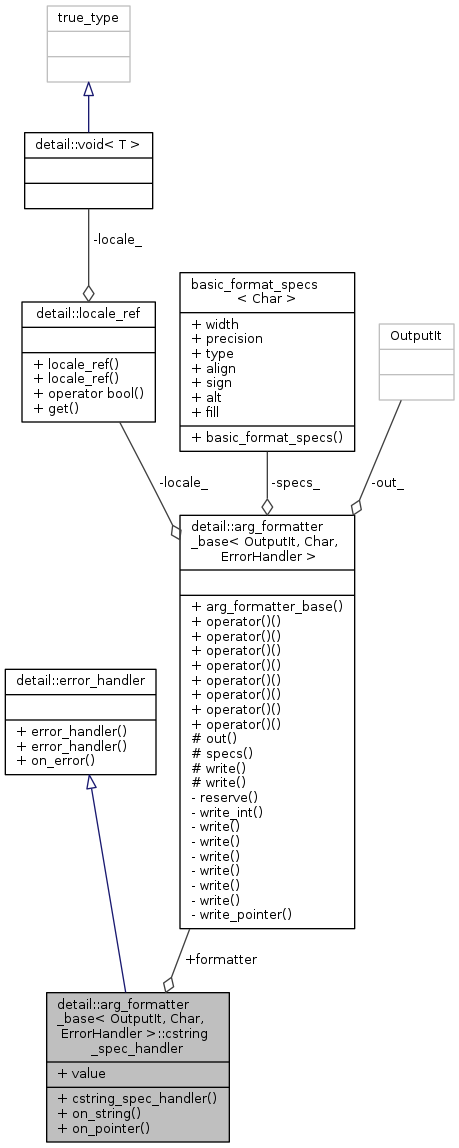 true_type
detail::void< T >
-locale_
detail::locale_ref
+ locale_ref()
+ locale_ref()
+ operator bool()
+ get()
basic_format_specs
< Char >
+ width
+ precision
+ type
+ align
+ sign
+ alt
+ fill
+ basic_format_specs()
OutputIt
-locale_
-specs_
-out_
detail::arg_formatter
_base< OutputIt, Char,
ErrorHandler >
+ arg_formatter_base()
+ operator()()
+ operator()()
+ operator()()
+ operator()()
+ operator()()
+ operator()()
+ operator()()
+ operator()()
# out()
# specs()
# write()
# write()
- reserve()
- write_int()
- write()
- write()
- write()
- write()
- write()
- write()
- write_pointer()
detail::error_handler
+ error_handler()
+ error_handler()
+ on_error()
+formatter
detail::arg_formatter
_base< OutputIt, Char,
ErrorHandler >::cstring
_spec_handler
+ value
+ cstring_spec_handler()
+ on_string()
+ on_pointer()